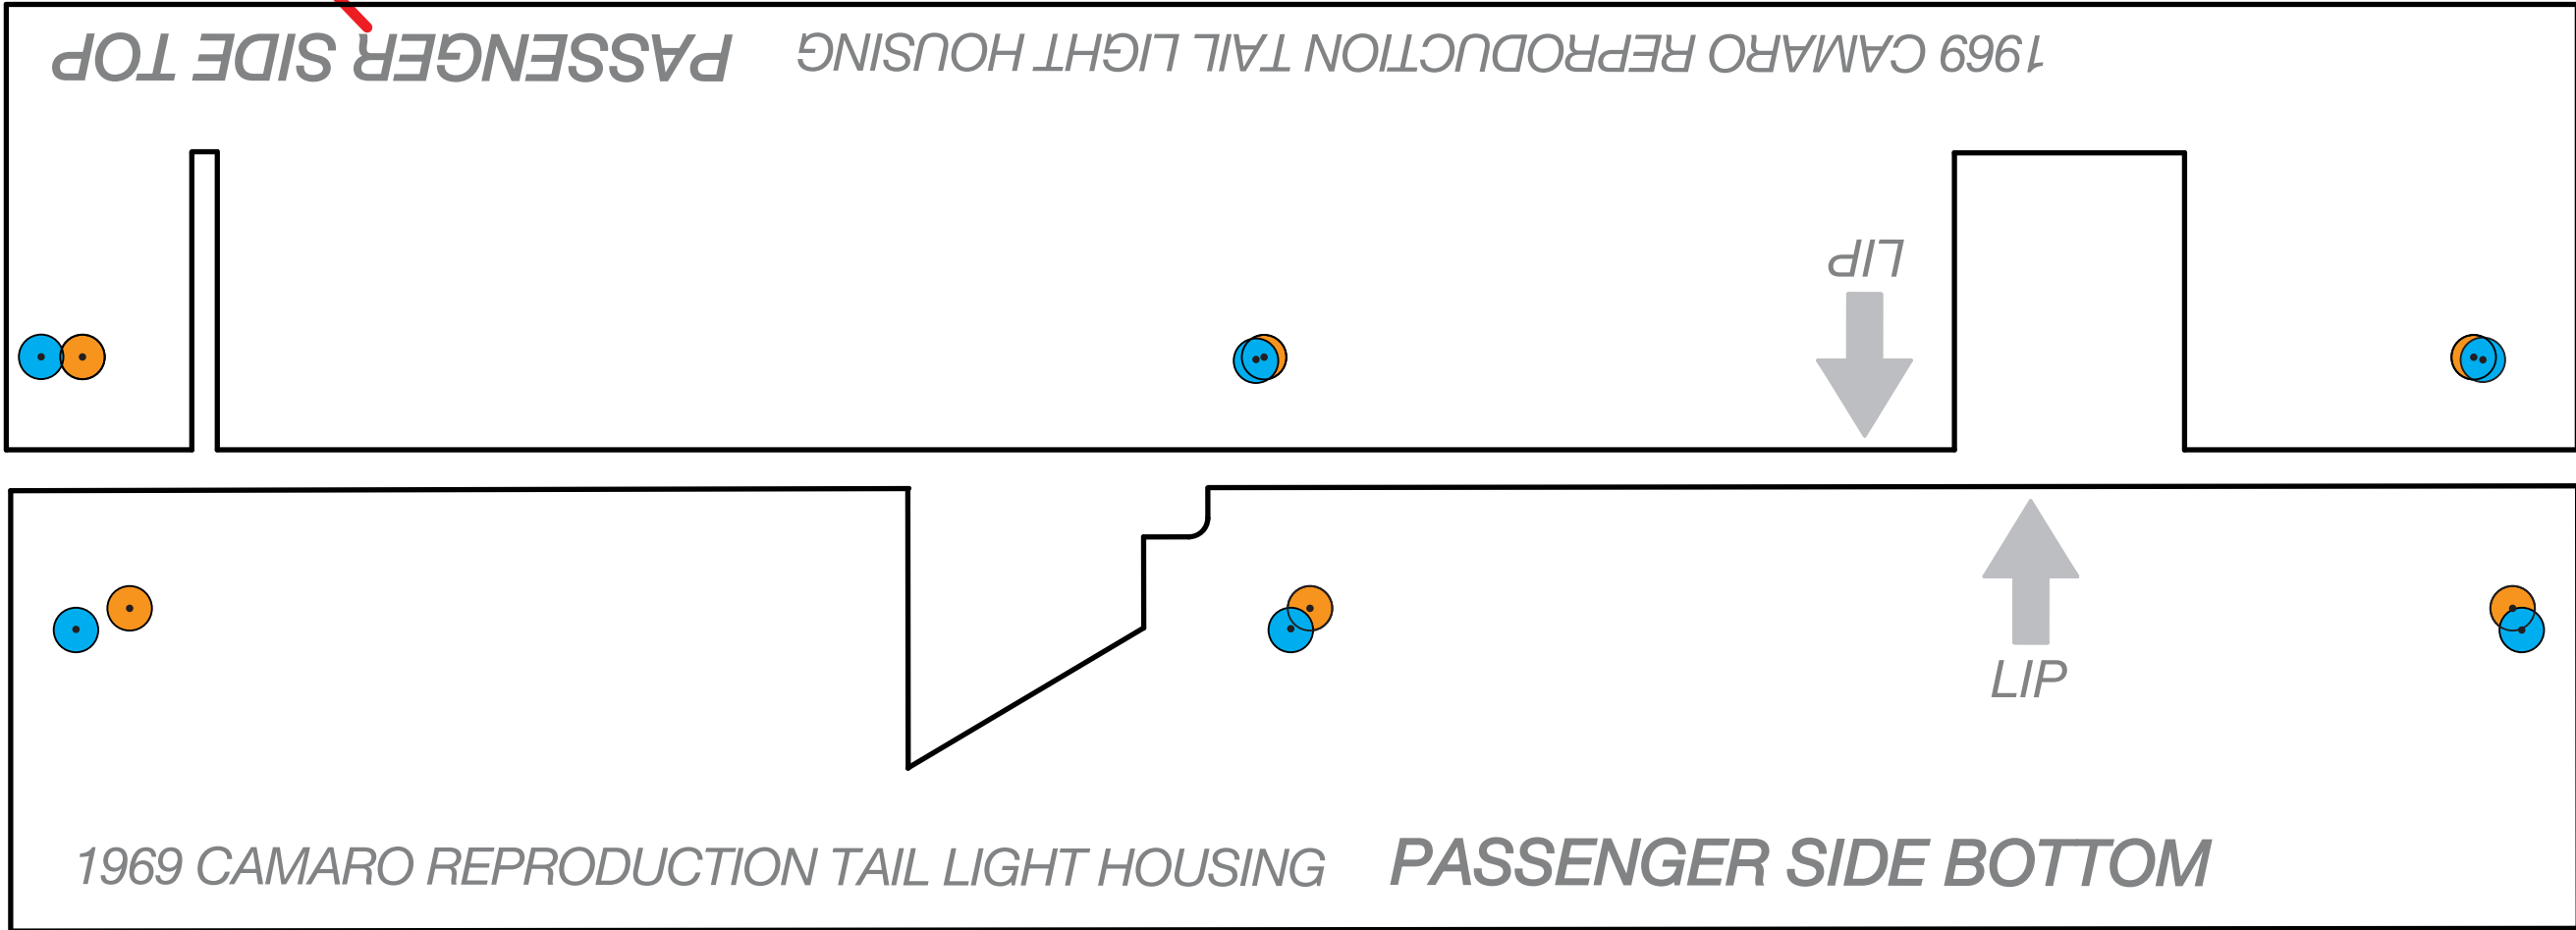 PASSENGER SIDE TOP
1969 CAMARO REPRODUCTION TAIL LIGHT HOUSING
LIP
LIP
1969 CAMARO REPRODUCTION TAIL LIGHT HOUSING PASSENGER SIDE BOTTOM